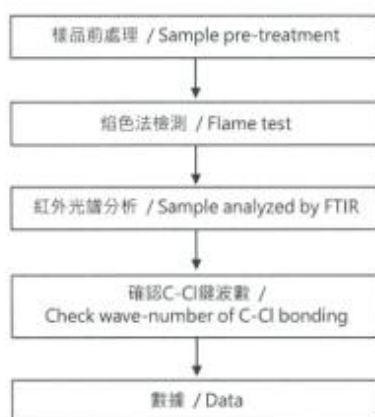 樣品前處理 / Sample pre-treatment
焰色法檢測 / Flame test
紅外光譜分析 / Sample analyzed by FTIR
確認C-Cl鍵波數 /
Check wave-number of C-Cl bonding
數據 / Data